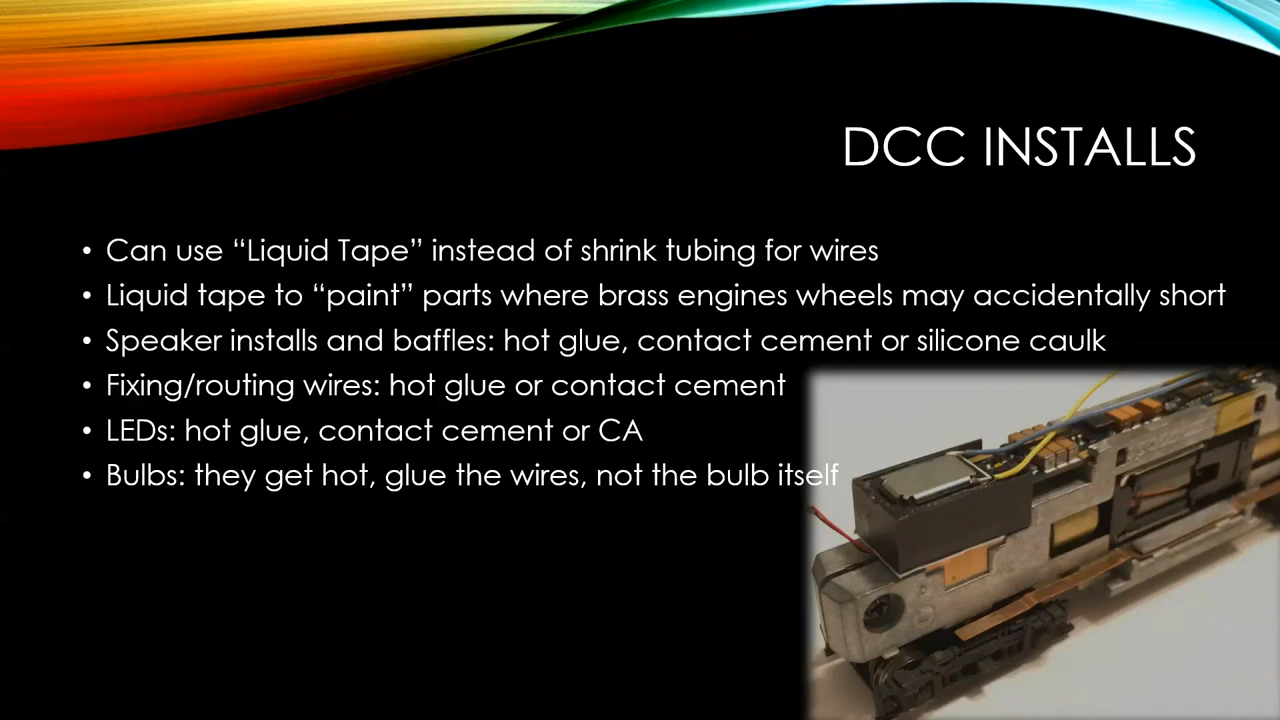 DCC INSTALLS
• Can use “Liquid Tape” instead of shrink tubing for wires
• Liquid tape to “paint” parts where brass engines wheels may accidentally short
• Speaker installs and baffles: hot glue, contact cement or silicone caulk
• Fixing/routing wires: hot glue or contact cement
• LEDs: hot glue, contact cement or CA
• Bulbs: they get hot, glue the wires, not the bulb itself